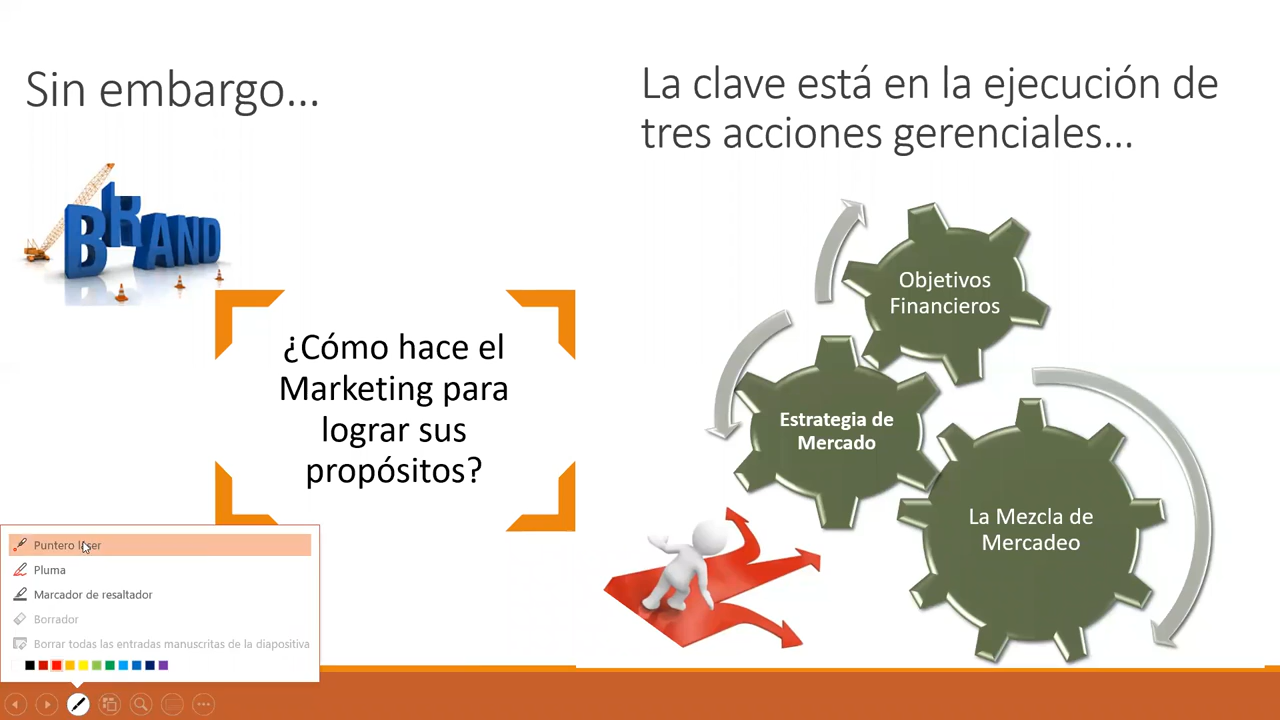 Sin embargo...
BRAND
¿Cómo hace el
Marketing para
lograr sus
propósitos?
La clave está en la ejecución de
tres acciones gerenciales...
Objetivos
Financieros
Estrategia de
Mercado
La Mezcla de
Mercadeo
Puntero láser
Pluma
Marcador de resaltador
Borrador
Borrar todas las entradas manuscritas de la diapositiva